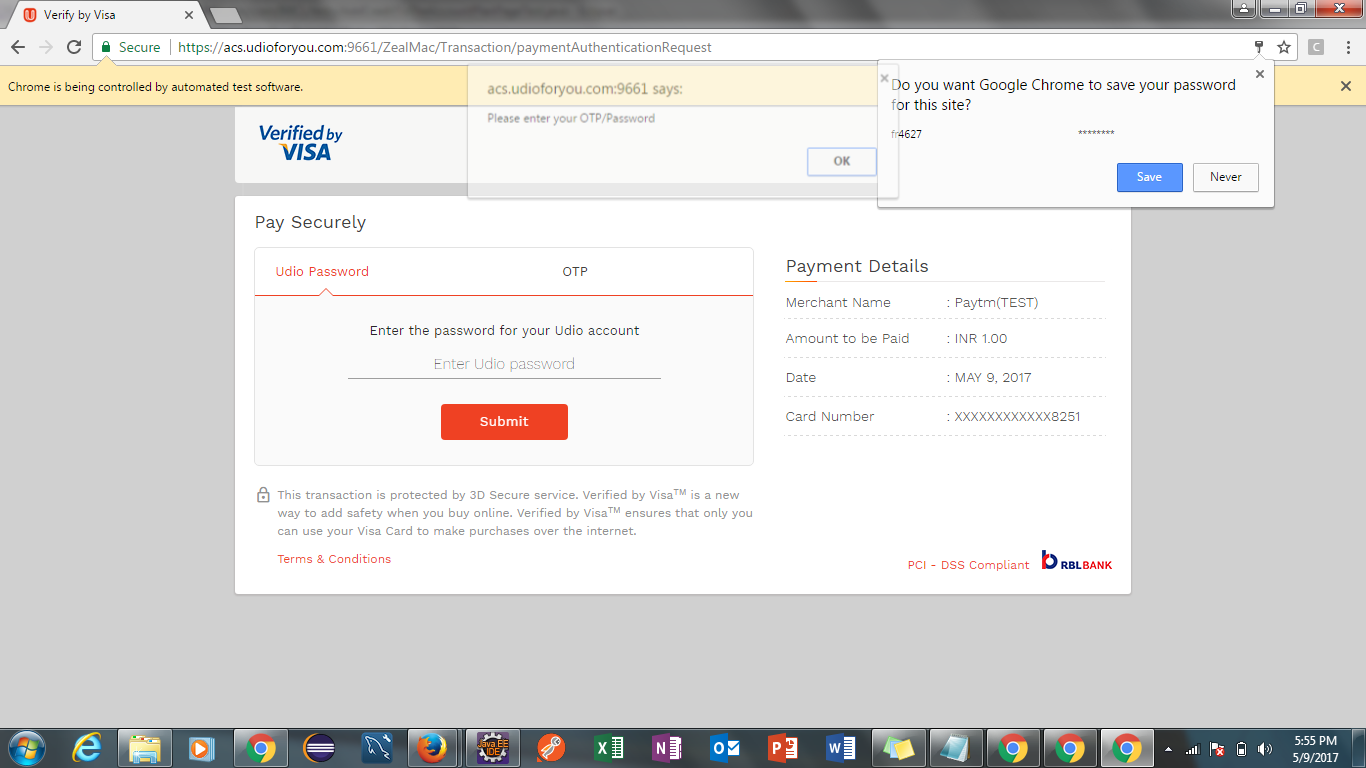 Verify by Visa
Secure
https://acs.udioforyou.com:9661/ZealMac/Transaction/paymentAuthenticationRequest
C
Chrome is being controlled by automated test software.
acs.udioforyou.com:9661 says:
Please enter your OTP/Password
OK
Do you want Google Chrome to save your password
for this site?
fr4627 ********
Save Never
Verified by
VISA
Pay Securely
Udio Password OTP
Enter the password for your Udio account
Enter Udio password
Submit
Payment Details
Merchant Name : Paytm(TEST)
Amount to be Paid : INR 1.00
Date : MAY 9, 2017
Card Number : XXXXXXXXXXXX8251
This transaction is protected by 3D Secure service. Verified by Visa™ is a new
way to add safety when you buy online. Verified by Visa™ ensures that only you
can use your Visa Card to make purchases over the internet.
Terms & Conditions
PCI - DSS Compliant RBLBANK
Java EE
IDE
5:55 PM
5/9/2017